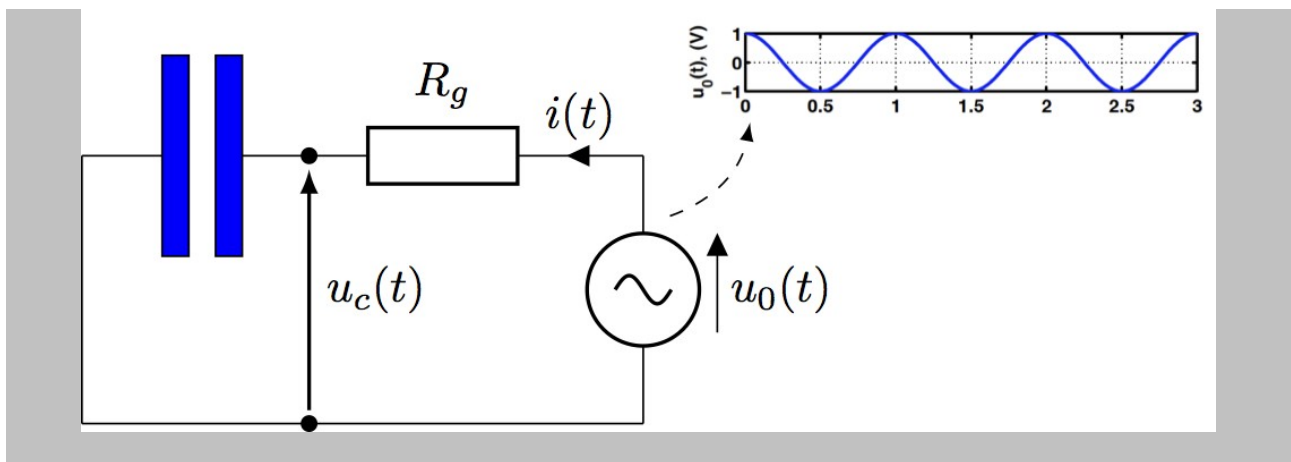 R_g
i(t)
u_c(t)
u_0(t)
u_0(t), (V)
1
0
−1
0 0.5 1 1.5 2 2.5 3